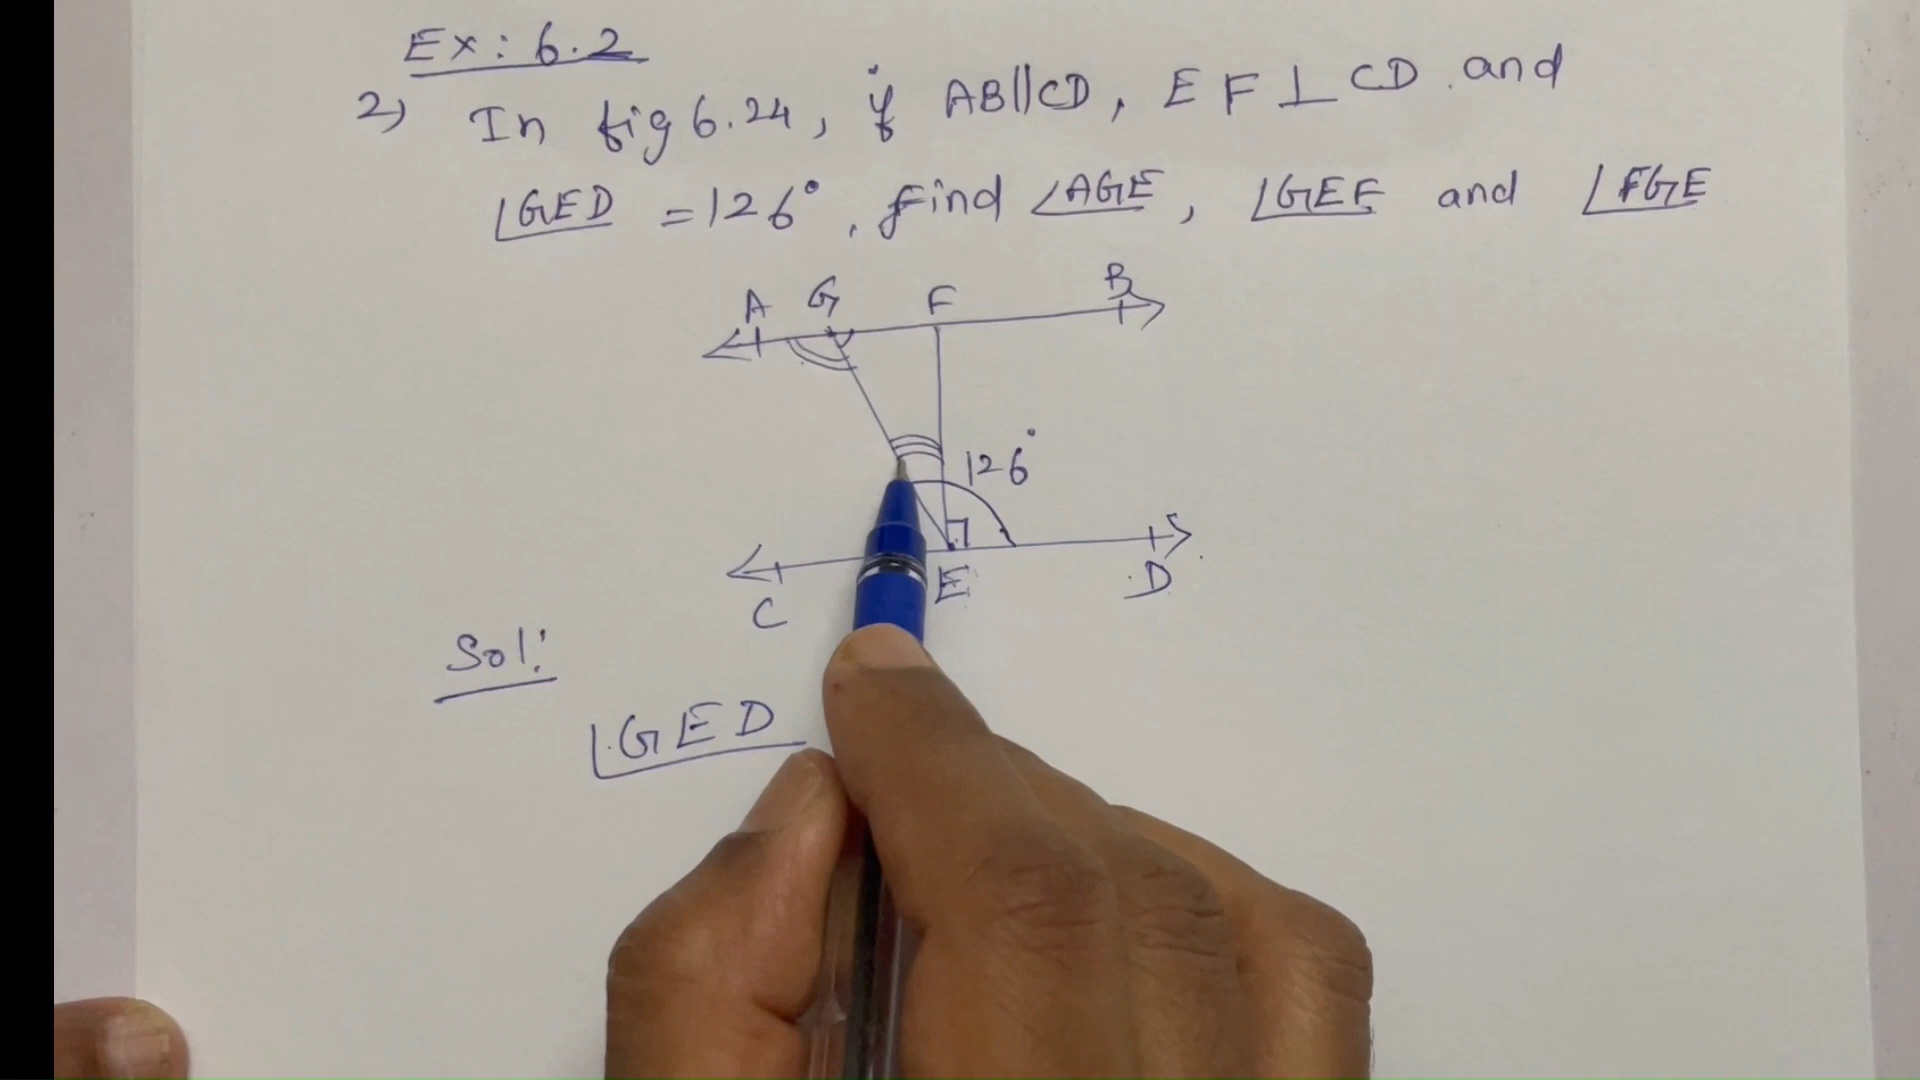 Ex: 6.2
2) In fig 6.24, if AB||CD, EF⊥CD and
∠GED = 126°, find ∠AGE, ∠GEF and ∠FGE
A G F B
126°
C E D
Sol:
∠GED